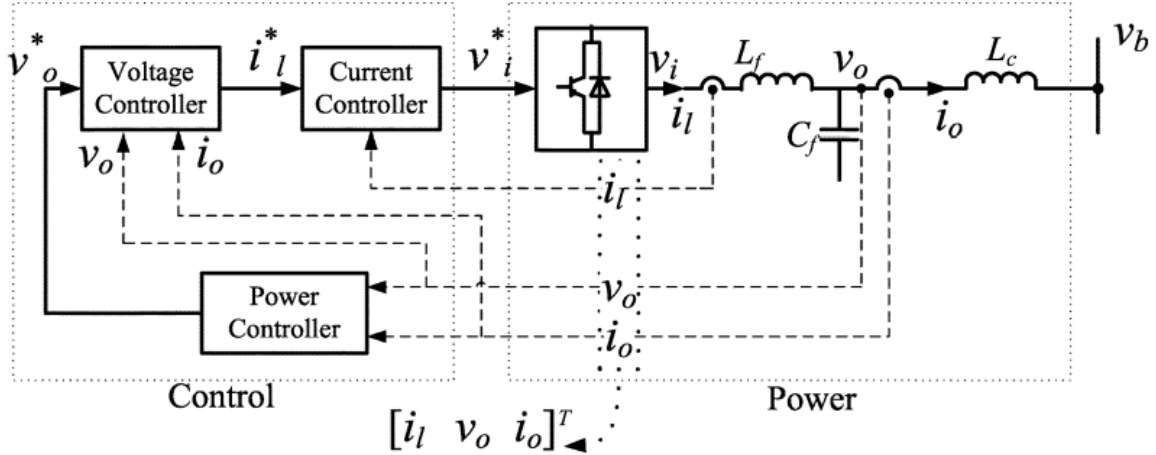 v*o
Voltage
Controller
i*l
Current
Controller
v*i
vi
il
Lf
vo
Cf
io
Lc
vb
vo
io
il
vo
io
Power
Controller
Control
Power
[il vo io]T